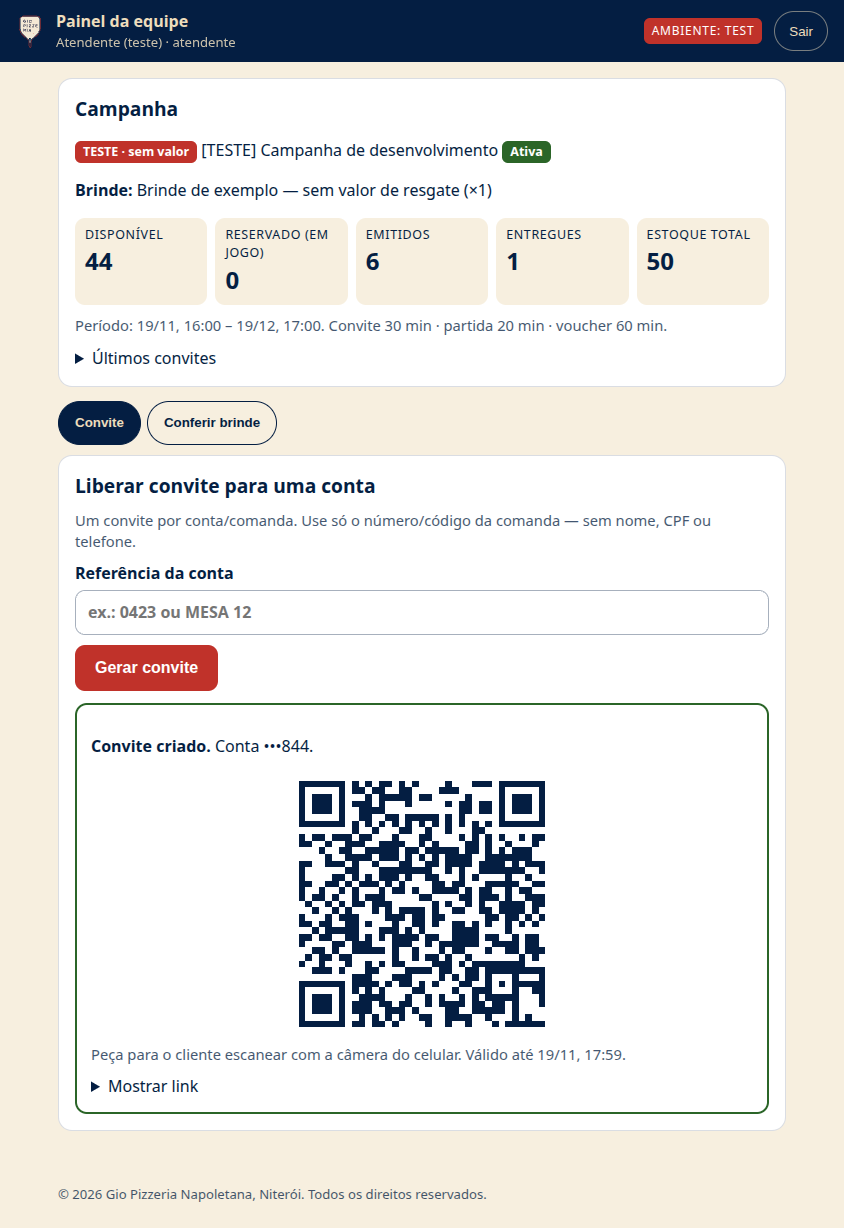 GIO
PIZZE
RIA
Painel da equipe
Atendente (teste) · atendente
AMBIENTE: TEST
Sair
Campanha
TESTE · sem valor [TESTE] Campanha de desenvolvimento Ativa
Brinde: Brinde de exemplo — sem valor de resgate (×1)
DISPONÍVEL
44
RESERVADO (EM
JOGO)
0
EMITIDOS
6
ENTREGUES
1
ESTOQUE TOTAL
50
Período: 19/11, 16:00 – 19/12, 17:00. Convite 30 min · partida 20 min · voucher 60 min.
Últimos convites
Convite
Conferir brinde
Liberar convite para uma conta
Um convite por conta/comanda. Use só o número/código da comanda — sem nome, CPF ou
telefone.
Referência da conta
ex.: 0423 ou MESA 12
Gerar convite
Convite criado. Conta •••844.
Peça para o cliente escanear com a câmera do celular. Válido até 19/11, 17:59.
Mostrar link
© 2026 Gio Pizzeria Napoletana, Niterói. Todos os direitos reservados.